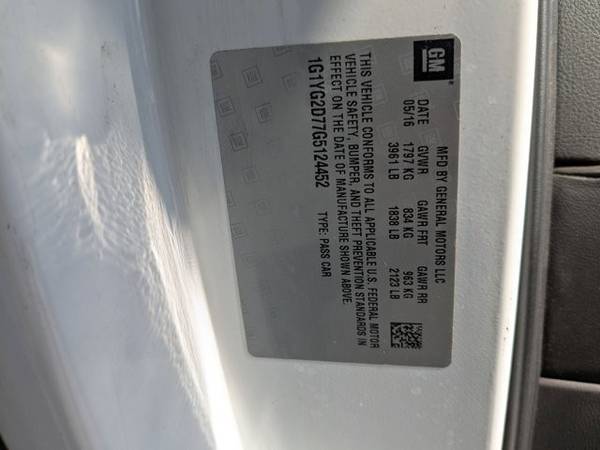 GM
MFD BY GENERAL MOTORS LLC
DATE GVWR GAWR FRT GAWR RR
05/16 1797 KG 834 KG 963 KG
3961 LB 1838 LB 2123 LB
THIS VEHICLE CONFORMS TO ALL APPLICABLE U.S. FEDERAL MOTOR
VEHICLE SAFETY, BUMPER, AND THEFT PREVENTION STANDARDS IN
EFFECT ON THE DATE OF MANUFACTURE SHOWN ABOVE.
1G1YG2D77G5124452 TYPE: PASS CAR